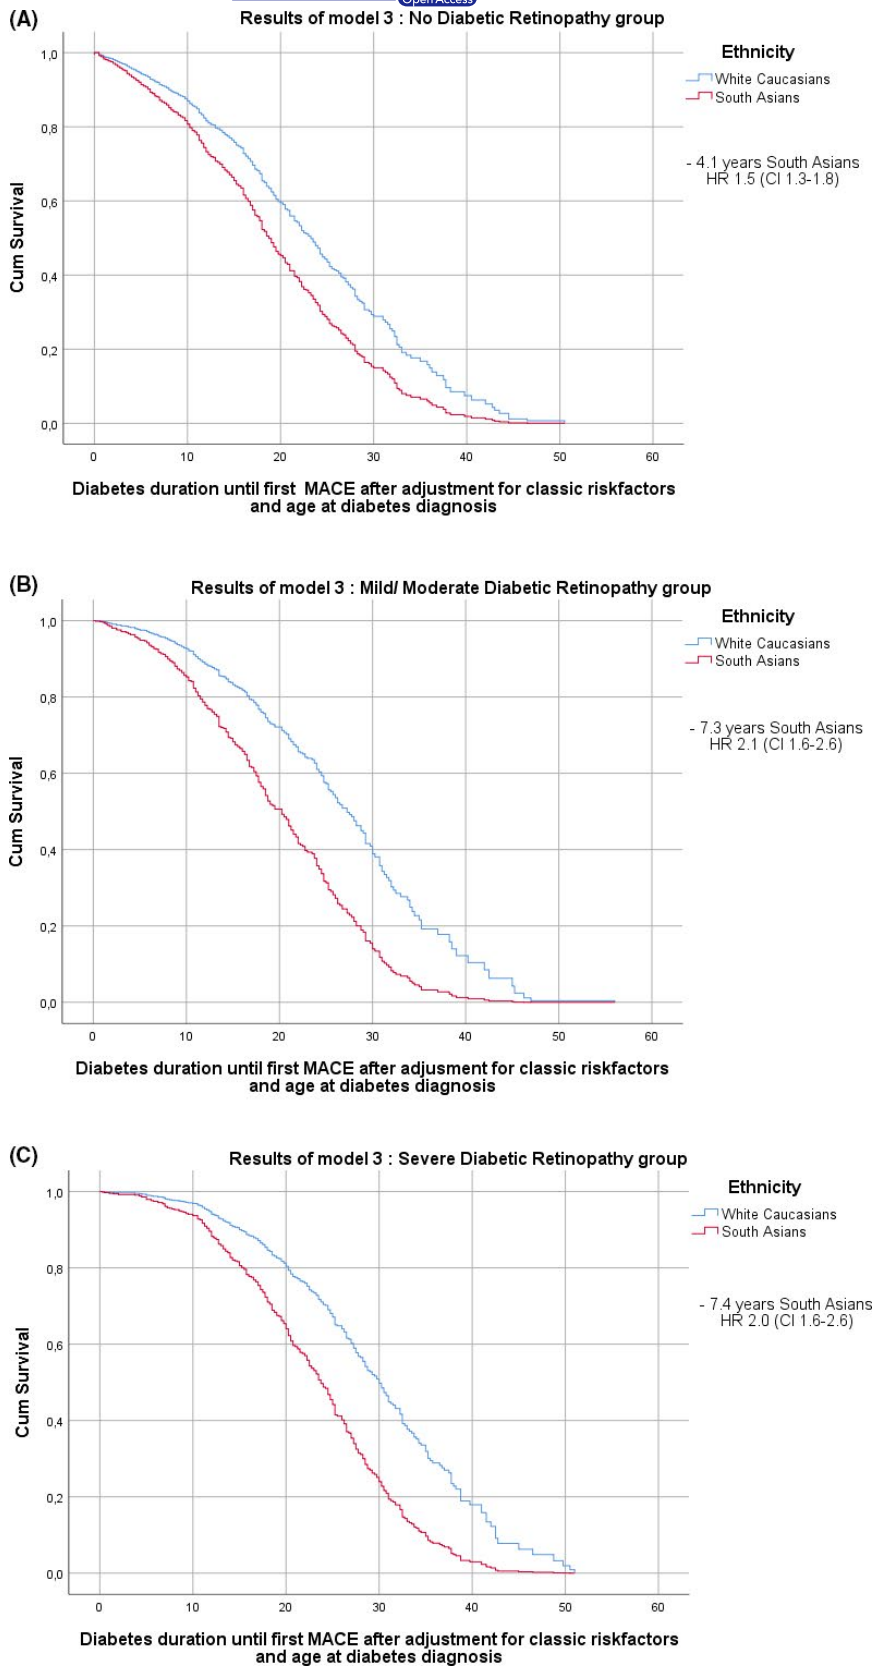 Open Access
(A)
Results of model 3 : No Diabetic Retinopathy group
Ethnicity
White Caucasians
South Asians
- 4.1 years South Asians
HR 1.5 (CI 1.3-1.8)
Cum Survival
1,0
0,8
0,6
0,4
0,2
0,0
0 10 20 30 40 50 60
Diabetes duration until first MACE after adjustment for classic riskfactors
and age at diabetes diagnosis
(B)
Results of model 3 : Mild/ Moderate Diabetic Retinopathy group
Ethnicity
White Caucasians
South Asians
- 7.3 years South Asians
HR 2.1 (CI 1.6-2.6)
Cum Survival
1,0
0,8
0,6
0,4
0,2
0,0
0 10 20 30 40 50 60
Diabetes duration until first MACE after adjusment for classic riskfactors
and age at diabetes diagnosis
(C)
Results of model 3 : Severe Diabetic Retinopathy group
Ethnicity
White Caucasians
South Asians
- 7.4 years South Asians
HR 2.0 (CI 1.6-2.6)
Cum Survival
1,0
0,8
0,6
0,4
0,2
0,0
0 10 20 30 40 50 60
Diabetes duration until first MACE after adjustment for classic riskfactors
and age at diabetes diagnosis